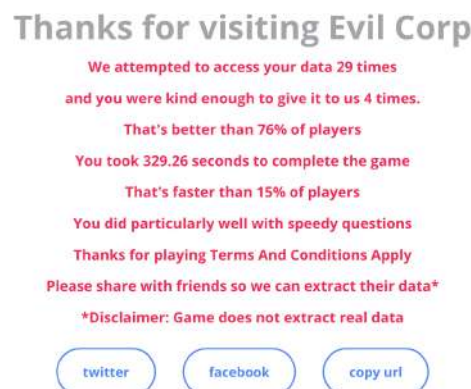 Thanks for visiting Evil Corp
We attempted to access your data 29 times
and you were kind enough to give it to us 4 times.
That's better than 76% of players
You took 329.26 seconds to complete the game
That's faster than 15% of players
You did particularly well with speedy questions
Thanks for playing Terms And Conditions Apply
Please share with friends so we can extract their data*
*Disclaimer: Game does not extract real data
twitter facebook copy url